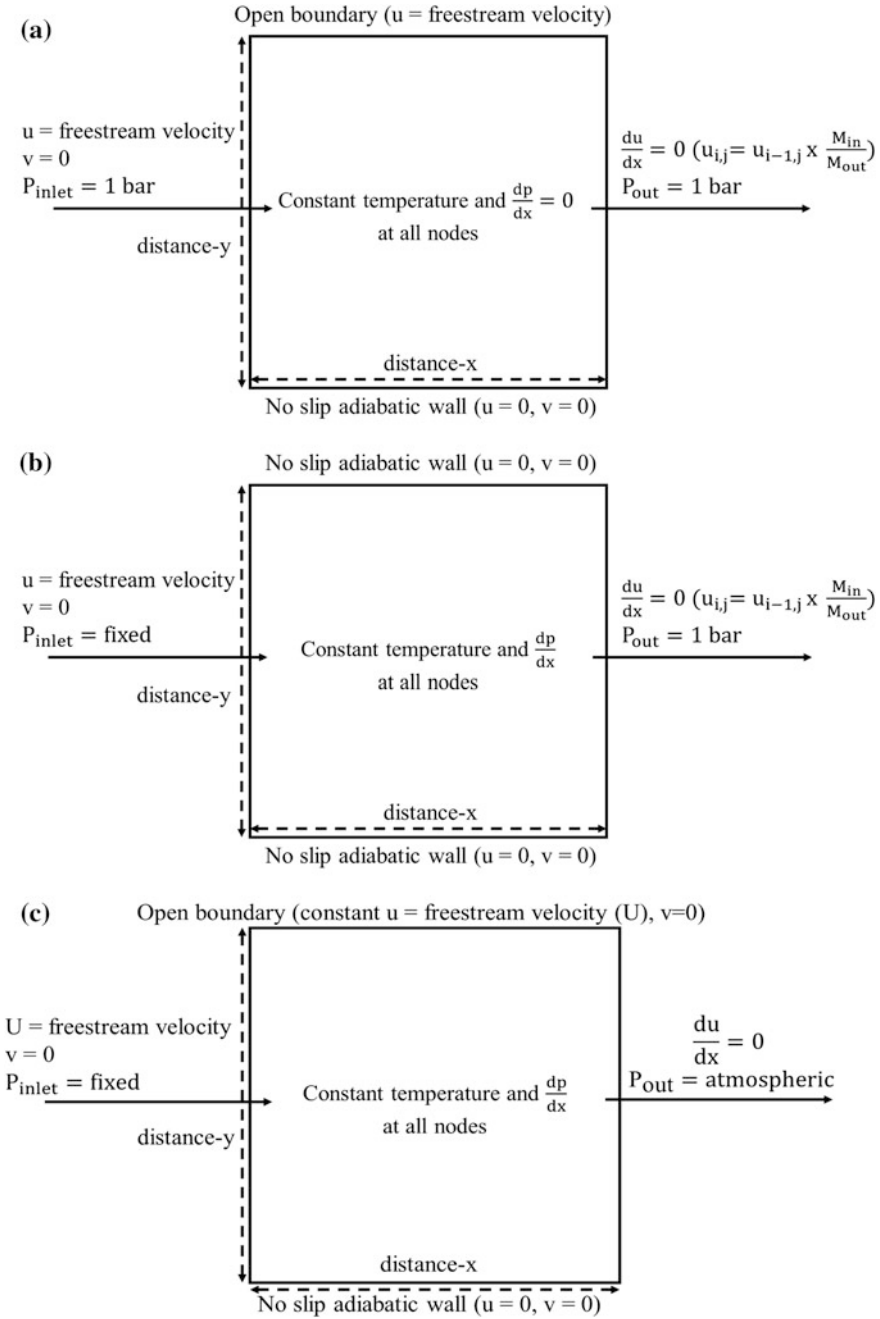 (a)
Open boundary (u = freestream velocity)
u = freestream velocity
v = 0
P_inlet = 1 bar
distance-y
Constant temperature and dp/dx = 0
at all nodes
du/dx = 0 (u_i,j = u_i−1,j x M_in/M_out)
P_out = 1 bar
distance-x
No slip adiabatic wall (u = 0, v = 0)
(b)
No slip adiabatic wall (u = 0, v = 0)
u = freestream velocity
v = 0
P_inlet = fixed
distance-y
Constant temperature and dp/dx
at all nodes
du/dx = 0 (u_i,j = u_i−1,j x M_in/M_out)
P_out = 1 bar
distance-x
No slip adiabatic wall (u = 0, v = 0)
(c)
Open boundary (constant u = freestream velocity (U), v=0)
U = freestream velocity
v = 0
P_inlet = fixed
distance-y
Constant temperature and dp/dx
at all nodes
du/dx = 0
P_out = atmospheric
distance-x
No slip adiabatic wall (u = 0, v = 0)